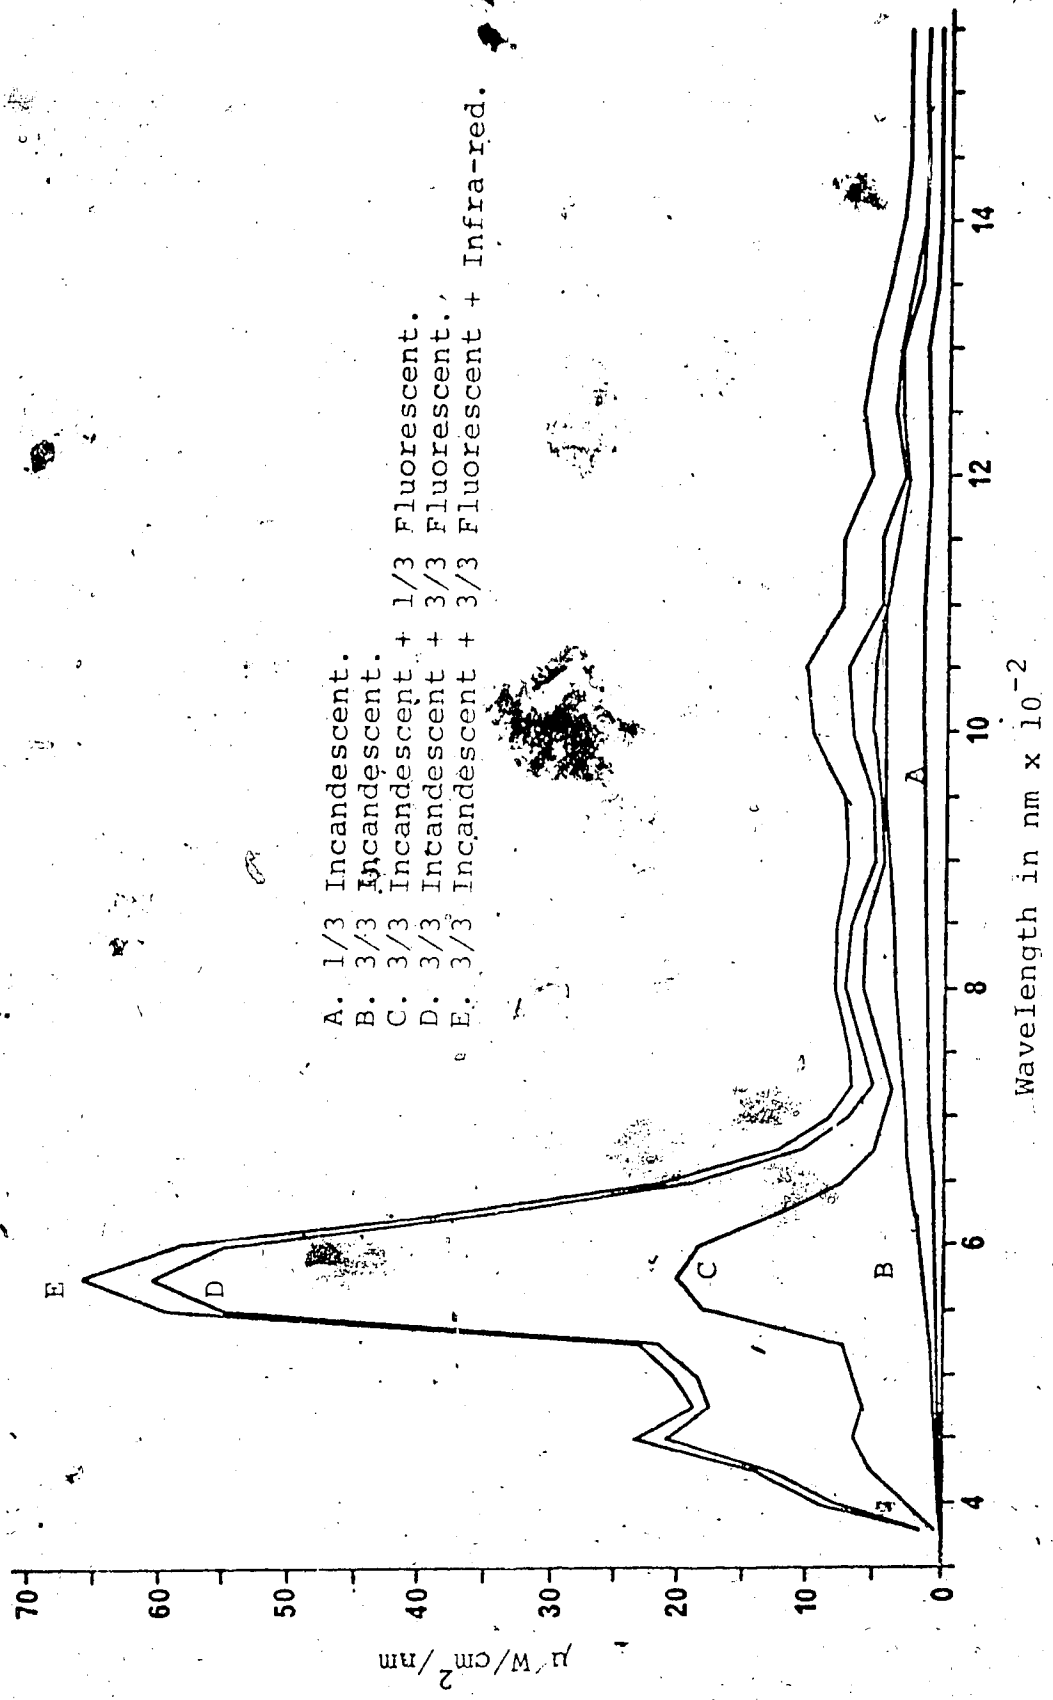 A. 1/3 Incandescent.
B. 3/3 Incandescent.
C. 3/3 Incandescent + 1/3 Fluorescent.
D. 3/3 Incandescent + 3/3 Fluorescent.
E. 3/3 Incandescent + 3/3 Fluorescent + Infra-red.
70
60
50
40
30
20
10
0
μW/cm²/nm
E
D
C
B
A
4
6
8
10
12
14
Wavelength in nm x 10⁻²